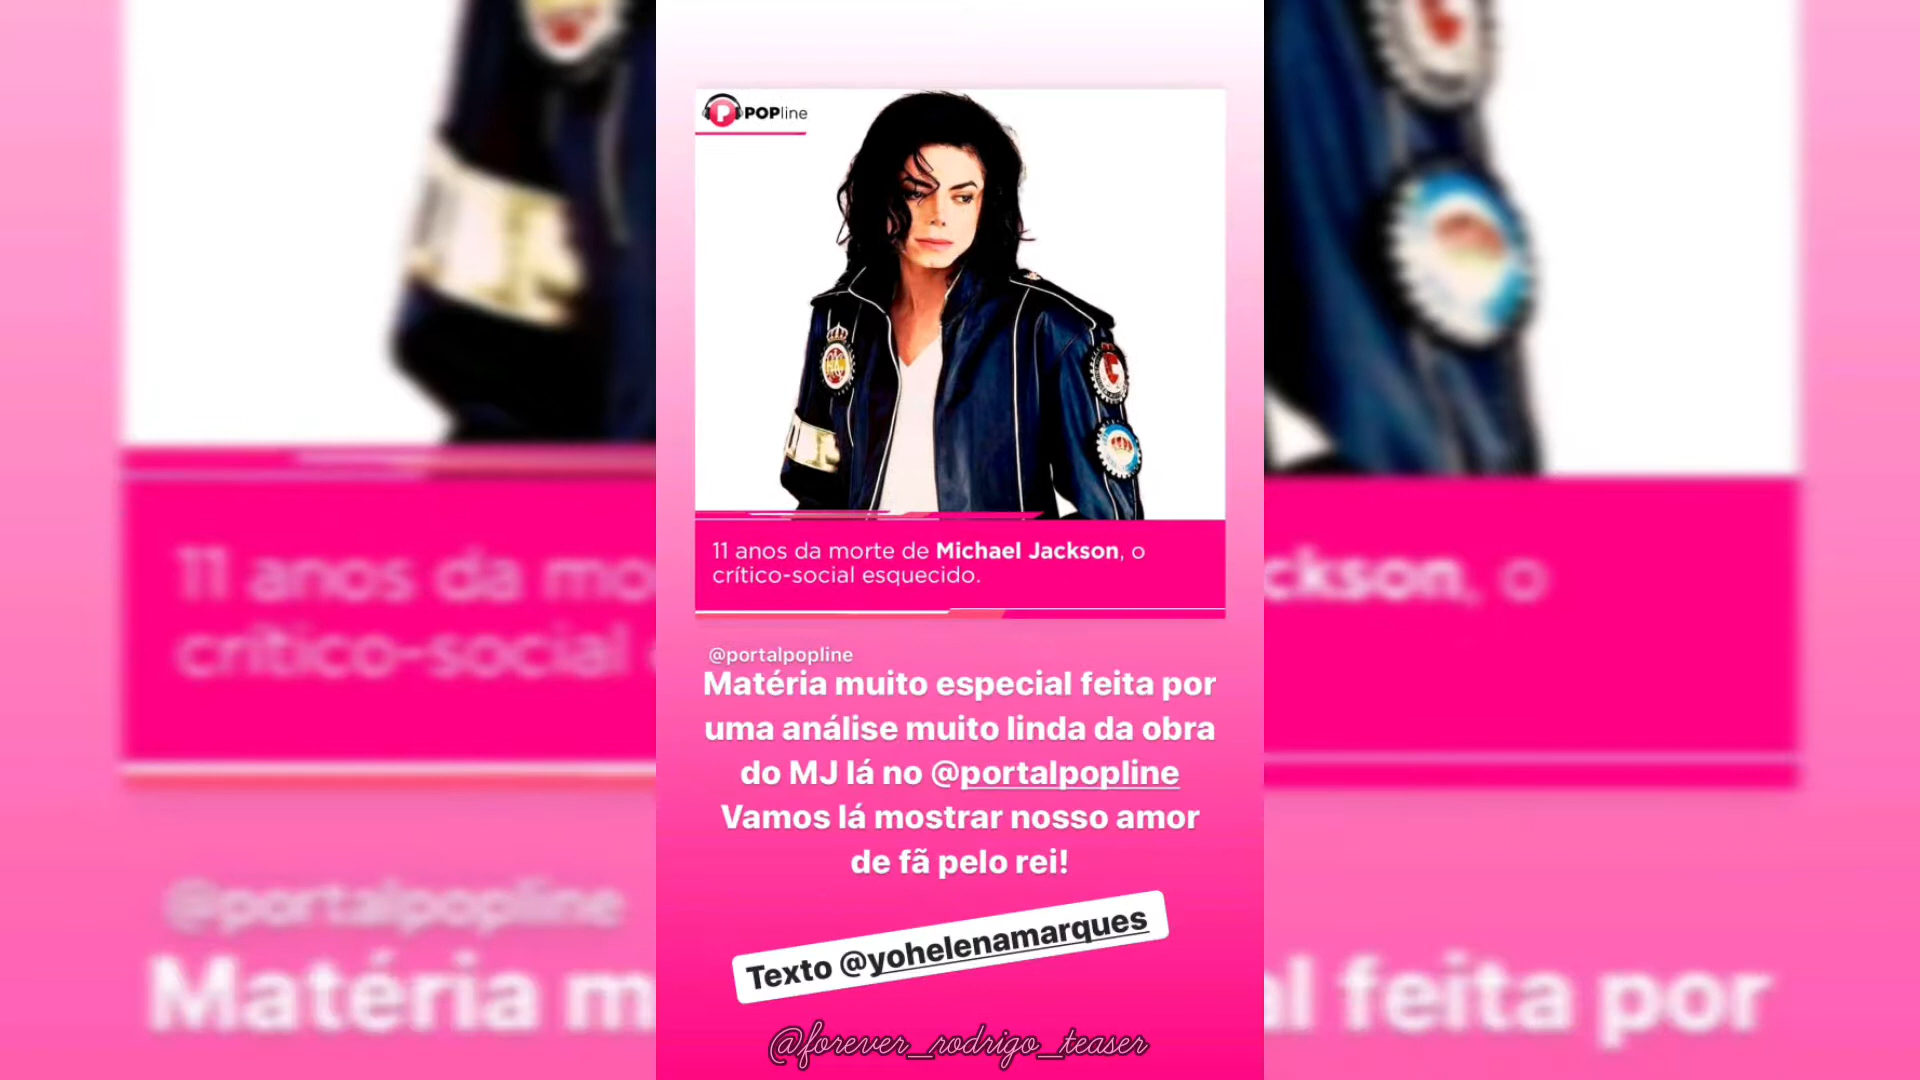 POPline
11 anos da morte de Michael Jackson, o
crítico-social esquecido.
@portalpopline
Matéria muito especial feita por
uma análise muito linda da obra
do MJ lá no @portalpopline
Vamos lá mostrar nosso amor
de fã pelo rei!
Texto @yohelenamarques
@forever_rodrigo_teaser